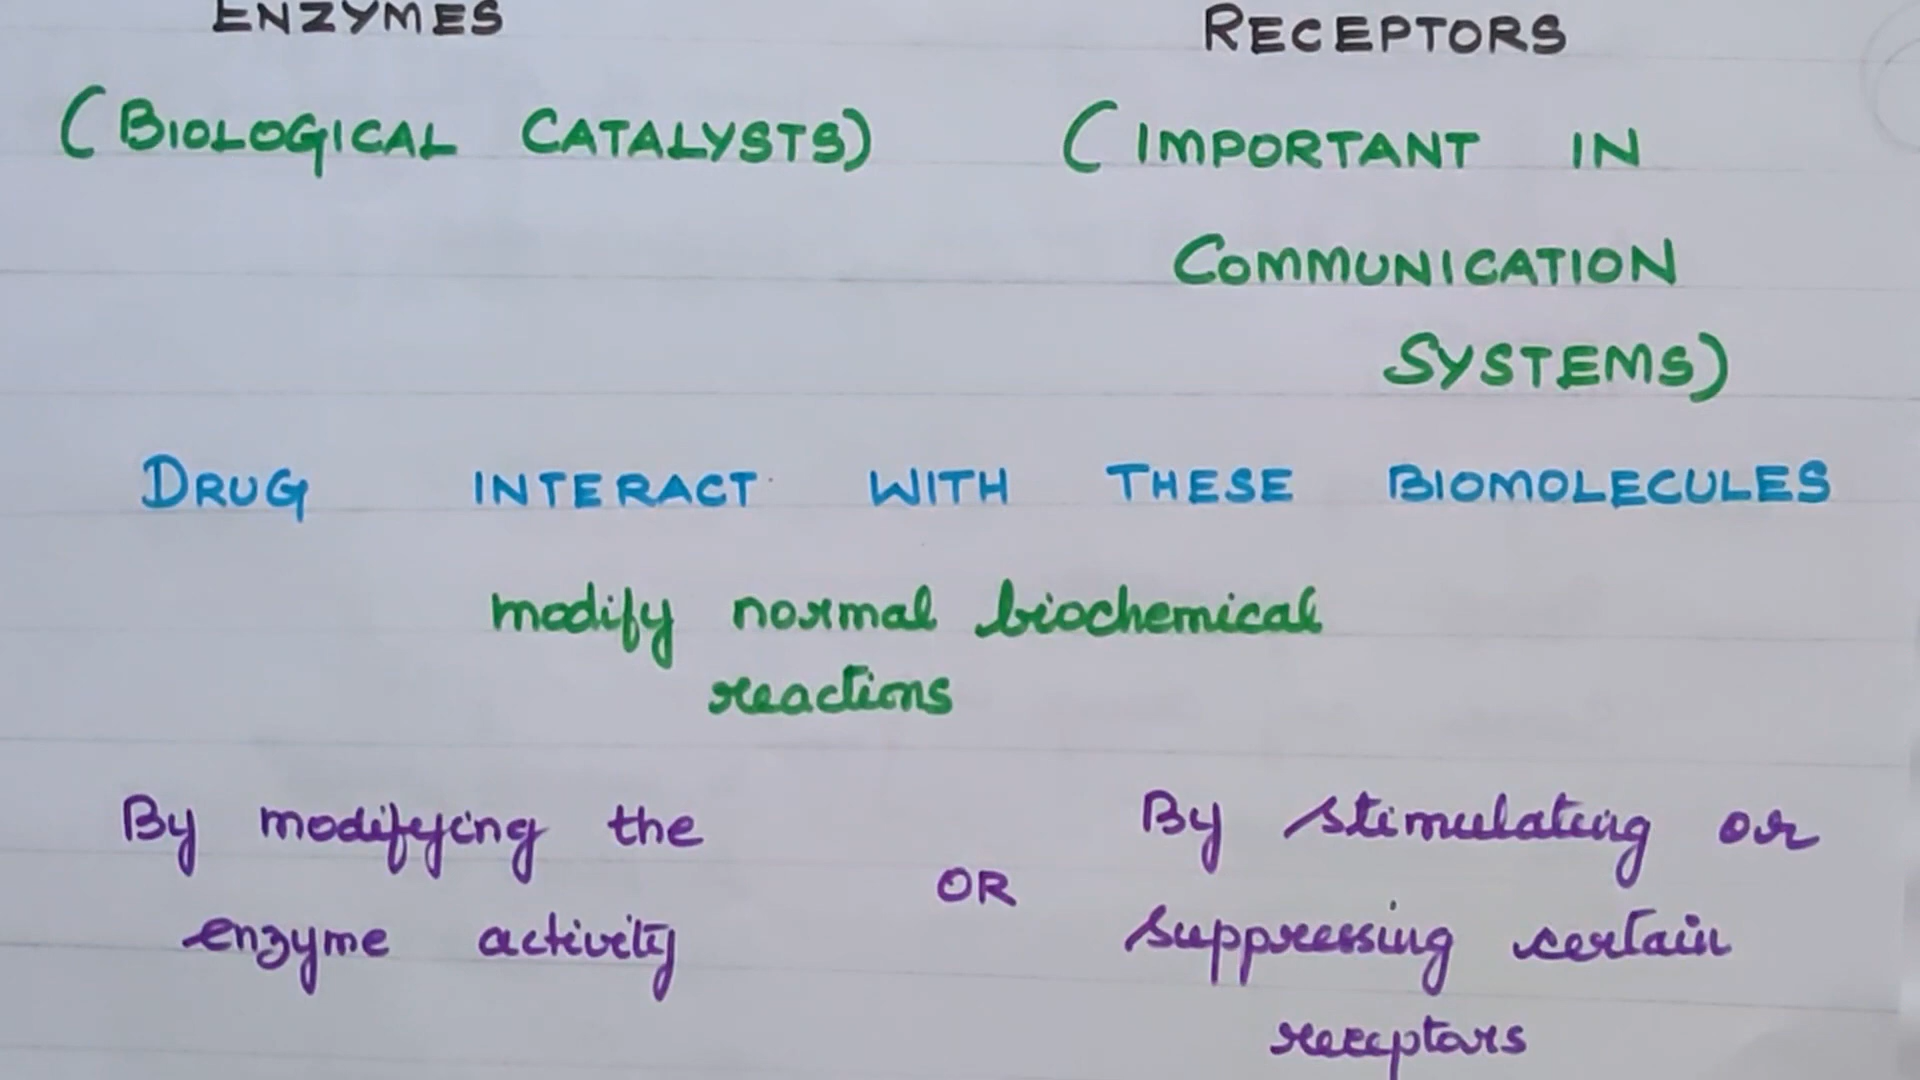 ENZYMES RECEPTORS
(BIOLOGICAL CATALYSTS) (IMPORTANT IN
COMMUNICATION
SYSTEMS)
DRUG INTERACT WITH THESE BIOMOLECULES
modify normal biochemical
reactions
By modifying the OR By stimulating or
enzyme activity suppressing certain
receptors